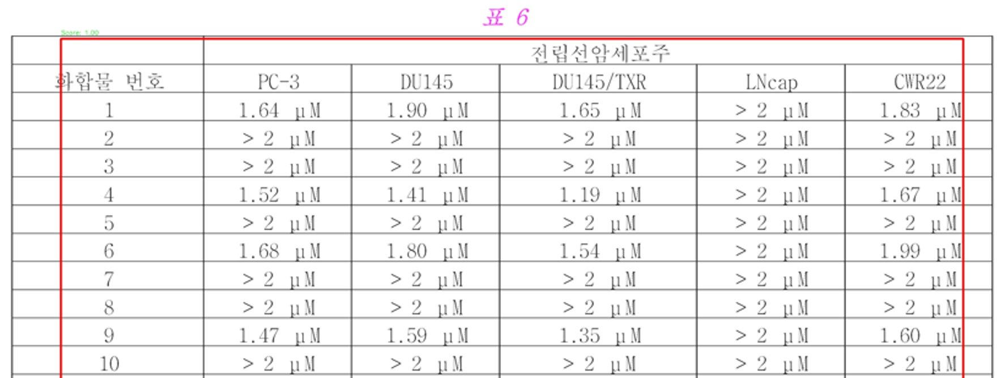 표 6
Score: 1.00
전립선암세포주
화합물 번호 PC-3 DU145 DU145/TXR LNcap CWR22
1 1.64 μM 1.90 μM 1.65 μM > 2 μM 1.83 μM
2 > 2 μM > 2 μM > 2 μM > 2 μM > 2 μM
3 > 2 μM > 2 μM > 2 μM > 2 μM > 2 μM
4 1.52 μM 1.41 μM 1.19 μM > 2 μM 1.67 μM
5 > 2 μM > 2 μM > 2 μM > 2 μM > 2 μM
6 1.68 μM 1.80 μM 1.54 μM > 2 μM 1.99 μM
7 > 2 μM > 2 μM > 2 μM > 2 μM > 2 μM
8 > 2 μM > 2 μM > 2 μM > 2 μM > 2 μM
9 1.47 μM 1.59 μM 1.35 μM > 2 μM 1.60 μM
10 > 2 μM > 2 μM > 2 μM > 2 μM > 2 μM